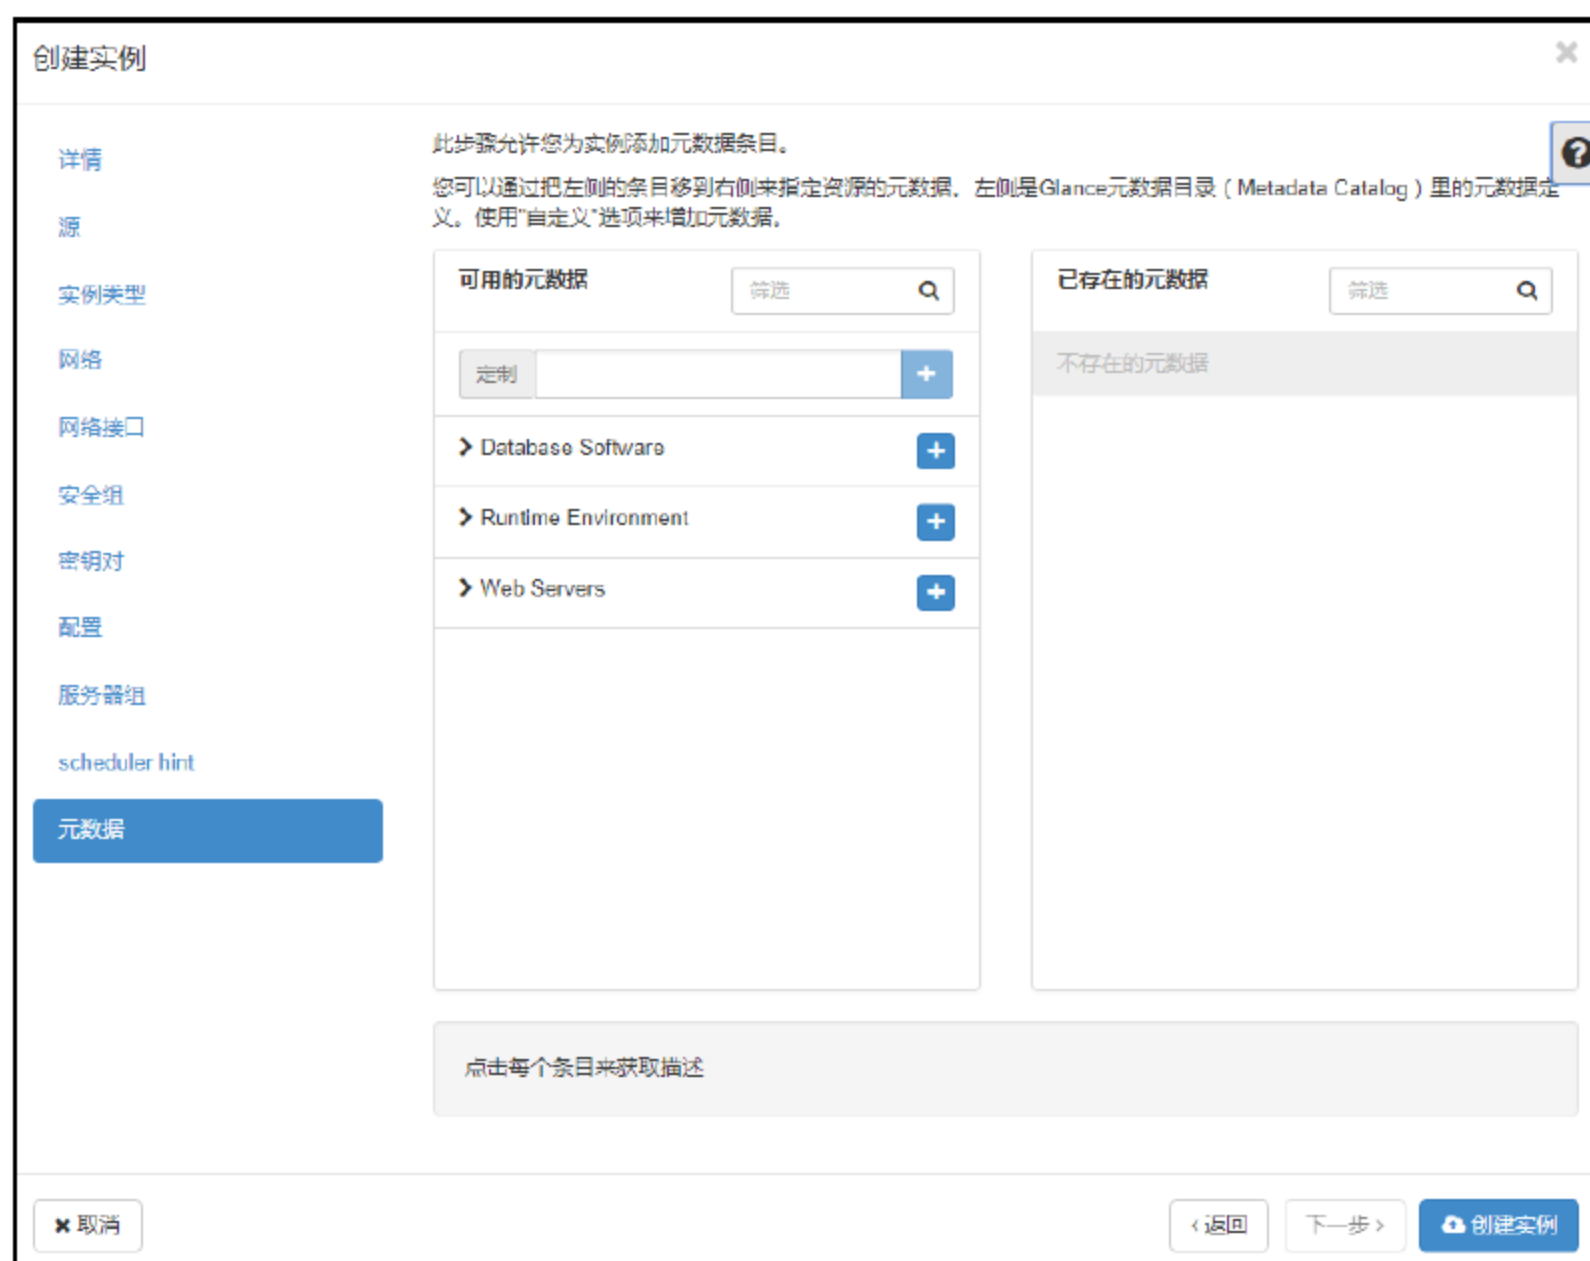 创建实例
详情
源
实例类型
网络
网络接口
安全组
密钥对
配置
服务器组
scheduler hint
元数据
此步骤允许您为实例添加元数据条目。
您可以通过把左侧的条目移到右侧来指定资源的元数据。左侧是Glance元数据目录（Metadata Catalog）里的元数据定
义。使用"自定义"选项来增加元数据。
可用的元数据
筛选
定制
Database Software
Runtime Environment
Web Servers
已存在的元数据
筛选
不存在的元数据
点击每个条目来获取描述
取消
返回
下一步
创建实例